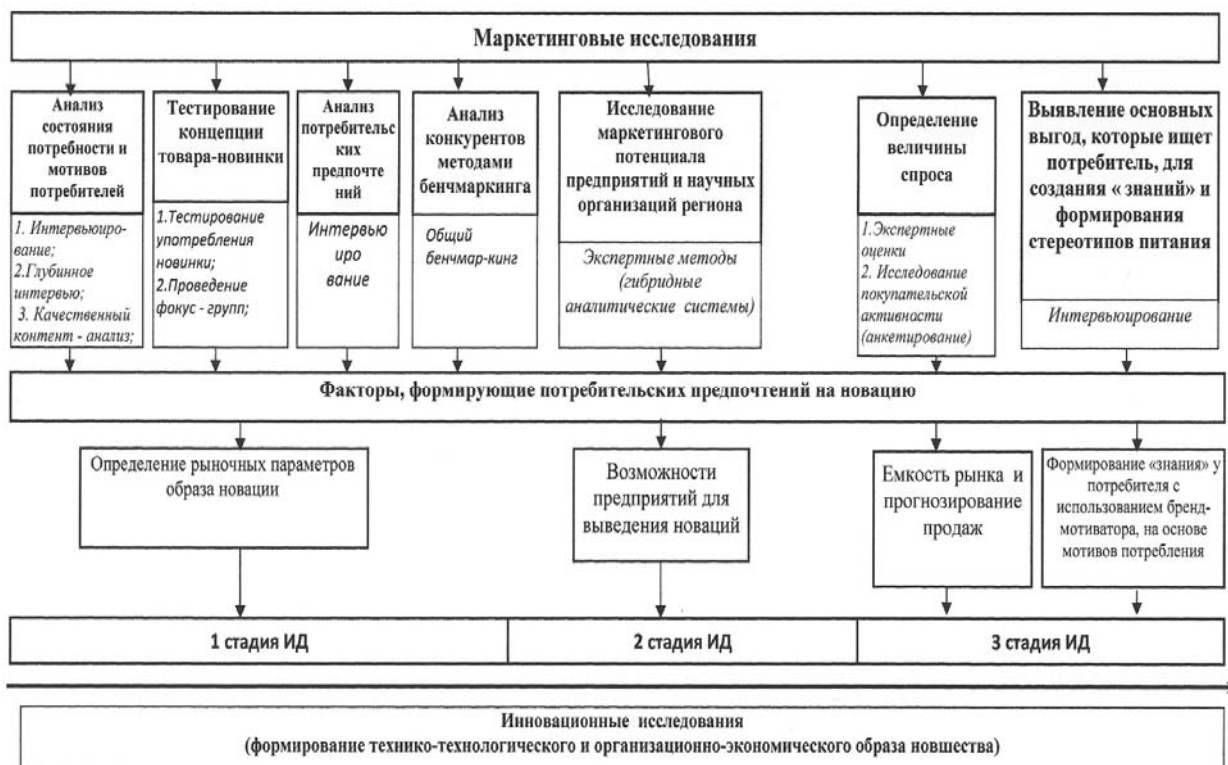 Маркетинговые исследования
Анализ
состояния
потребности и
мотивов
потребителей
1. Интервьюиро-
вание;
2.Глубинное
интервью;
3. Качественный
контент - анализ;
Тестирование
концепции
товара-новинки
1.Тестирование
употребления
новинки;
2.Проведение
фокус - групп;
Анализ
потребительс
ких
предпочте
ний
Интервью
иро
вание
Анализ
конкурентов
методами
бенчмаркинга
Общий
бенчмар-кинг
Исследование
маркетингового
потенциала
предприятий и научных
организаций региона
Экспертные методы
(гибридные
аналитические системы)
Определение
величины
спроса
1.Экспертные
оценки
2. Исследование
покупательской
активности
(анкетирование)
Выявление основных
выгод, которые ищет
потребитель, для
создания « знаний» и
формирования
стереотипов питания
Интервьюирование
Факторы, формирующие потребительских предпочтений на новацию
Определение рыночных параметров
образа новации
Возможности
предприятий для
выведения новаций
Емкость рынка и
прогнозирование
продаж
Формирование «знания» у
потребителя с
использованием бренд-
мотиватора, на основе
мотивов потребления
1 стадия ИД
2 стадия ИД
3 стадия ИД
Инновационные исследования
(формирование технико-технологического и организационно-экономического образа новшества)